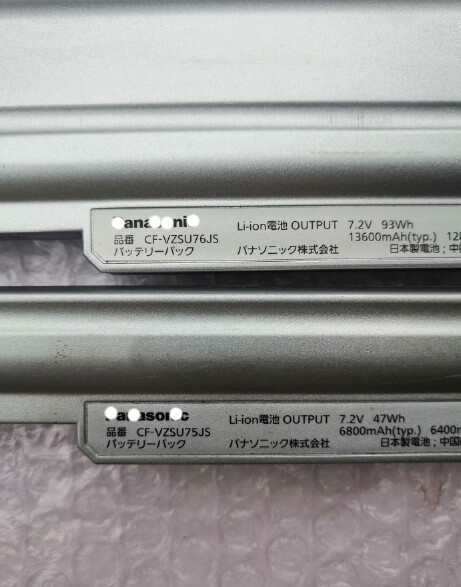 Li-ion電池 OUTPUT 7.2V 93Wh
品番 CF-VZSU76JS 13600mAh(typ.)
バッテリーパック パナソニック株式会社 日本製電池;中
Panasonic Li-ion電池 OUTPUT 7.2V 47Wh
品番 CF-VZSU75JS 6800mAh(typ.)
バッテリーパック パナソニック株式会社 日本製電池;中